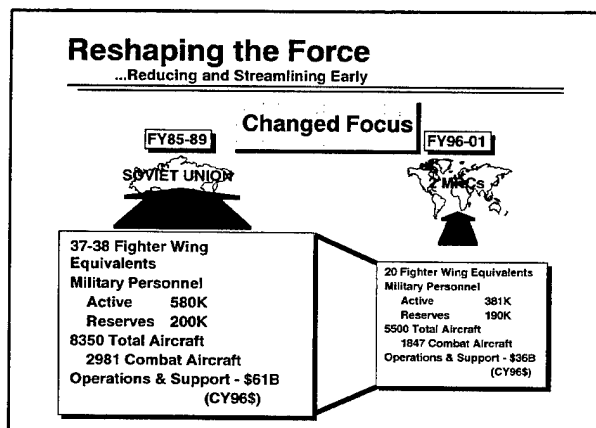 Reshaping the Force
...Reducing and Streamlining Early
Changed Focus
FY85-89
FY96-01
SOVIET UNION
2 MRCs
37-38 Fighter Wing
Equivalents
Military Personnel
Active 580K
Reserves 200K
8350 Total Aircraft
2981 Combat Aircraft
Operations & Support - $61B
(CY96$)
20 Fighter Wing Equivalents
Military Personnel
Active 381K
Reserves 190K
5500 Total Aircraft
1847 Combat Aircraft
Operations & Support - $36B
(CY96$)